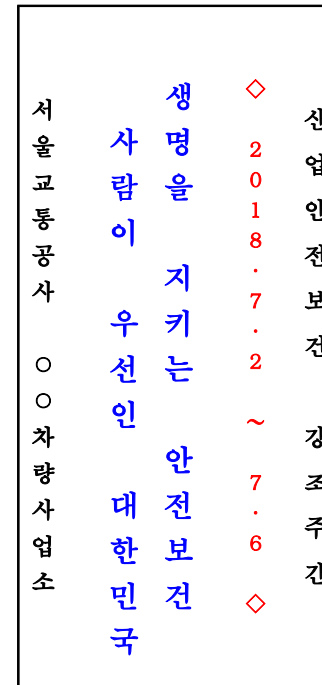 산업안전보건 강조주간
◇ 2018.7.2 ~ 7.6 ◇
생명을 지키는 안전보건
사람이 우선인 대한민국
서울교통공사 ○○차량사업소